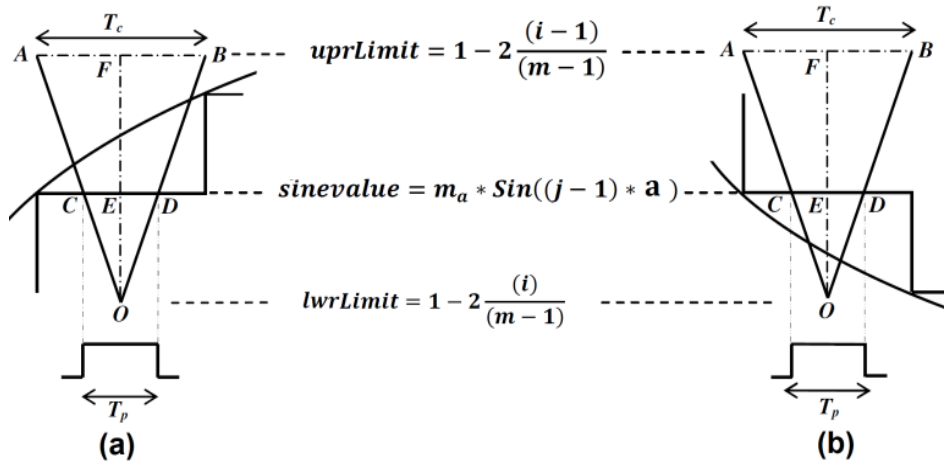 T_c
A F B
uprLimit = 1 − 2 (i − 1)/(m − 1)
T_c
A F B
C E D
sinevalue = m_a * Sin((j − 1) * a )
C E D
O
lwrLimit = 1 − 2 (i)/(m − 1)
O
T_p
(a)
T_p
(b)